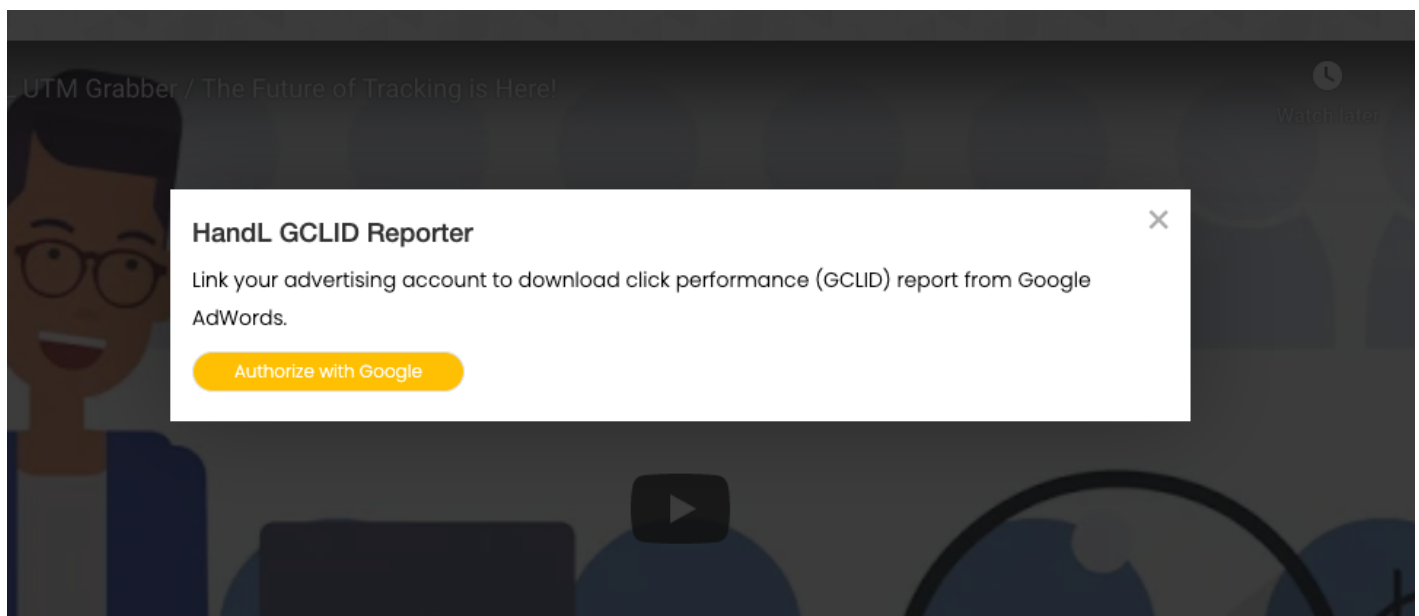 UTM Grabber / The Future of Tracking is Here!
Watch later
HandL GCLID Reporter
Link your advertising account to download click performance (GCLID) report from Google
AdWords.
Authorize with Google